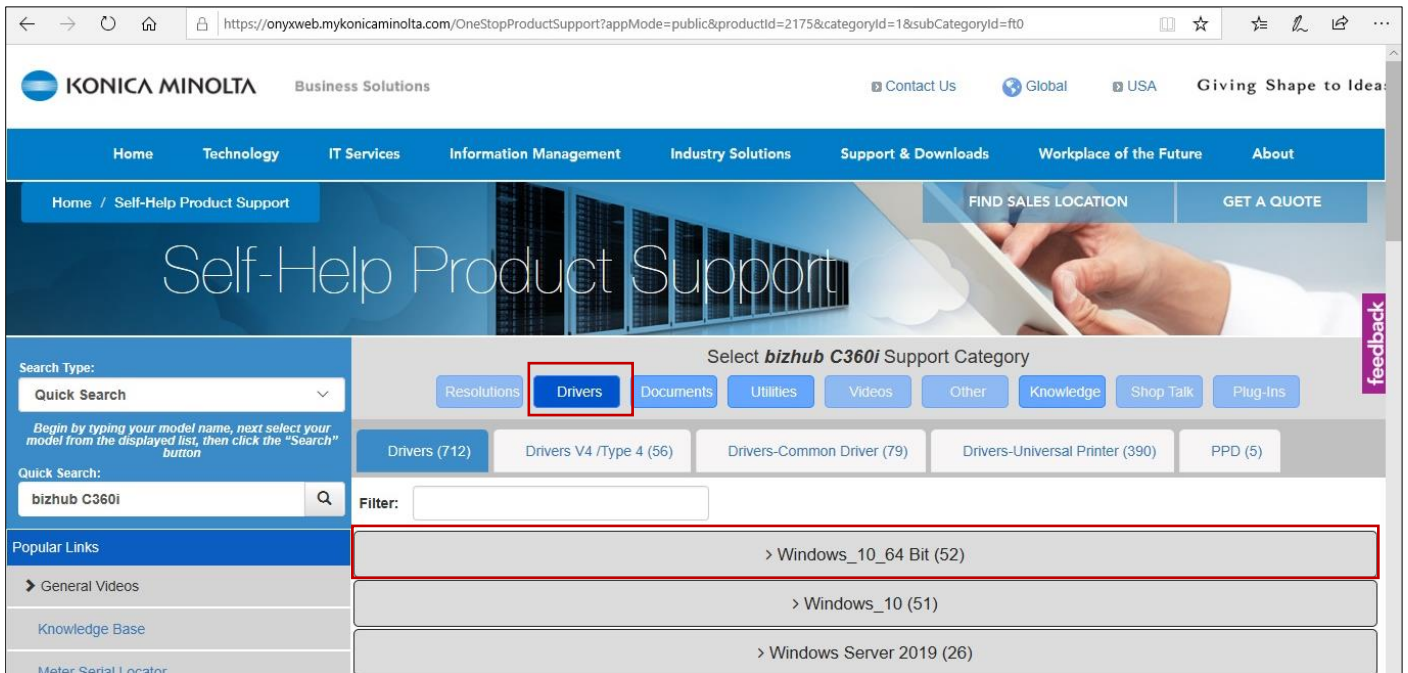 https://onyxweb.mykonicaminolta.com/OneStopProductSupport?appMode=public&productId=2175&categoryId=1&subCategoryId=ft0
KONICA MINOLTA Business Solutions Contact Us Global USA Giving Shape to Ideas
Home Technology IT Services Information Management Industry Solutions Support & Downloads Workplace of the Future About
Home / Self-Help Product Support FIND SALES LOCATION GET A QUOTE
Self-Help Product Support
feedback
Search Type:
Quick Search
Begin by typing your model name, next select your
model from the displayed list, then click the “Search”
button
Quick Search:
bizhub C360i
Popular Links
General Videos
Knowledge Base
Meter Serial Locator
Select bizhub C360i Support Category
Resolutions Drivers Documents Utilities Videos Other Knowledge Shop Talk Plug-Ins
Drivers (712) Drivers V4 /Type 4 (56) Drivers-Common Driver (79) Drivers-Universal Printer (390) PPD (5)
Filter:
> Windows_10_64 Bit (52)
> Windows_10 (51)
> Windows Server 2019 (26)